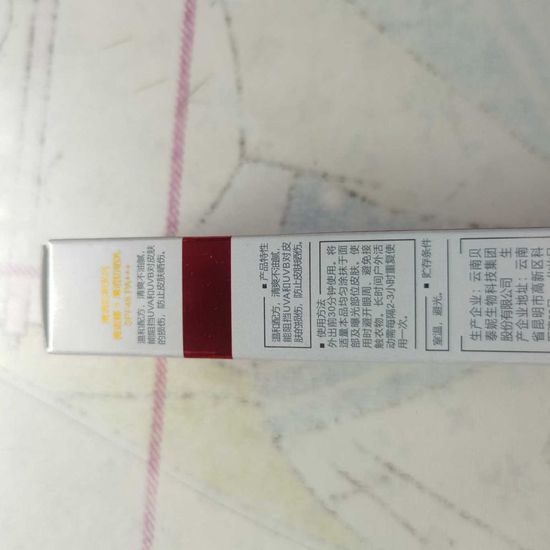 SPF48 PA+++
温和配方，清爽不油腻，
能阻挡UVA和UVB对皮肤
的损伤，防止皮肤晒伤。
产品特性
温和配方，清爽不油腻，
能阻挡UVA和UVB对皮
肤的损伤，防止皮肤晒伤。
使用方法
外出前30分钟使用。将
适量本品均匀涂抹于面
部及曝光部位皮肤。使
用时避开眼周，避免接
触衣物。长时间户外活
动需每隔2-3小时重复使
用一次。
贮存条件
室温，避光。
生产企业：云南贝
泰妮生物科技集团
股份有限公司　生
产企业地址：云南
省昆明市高新区科